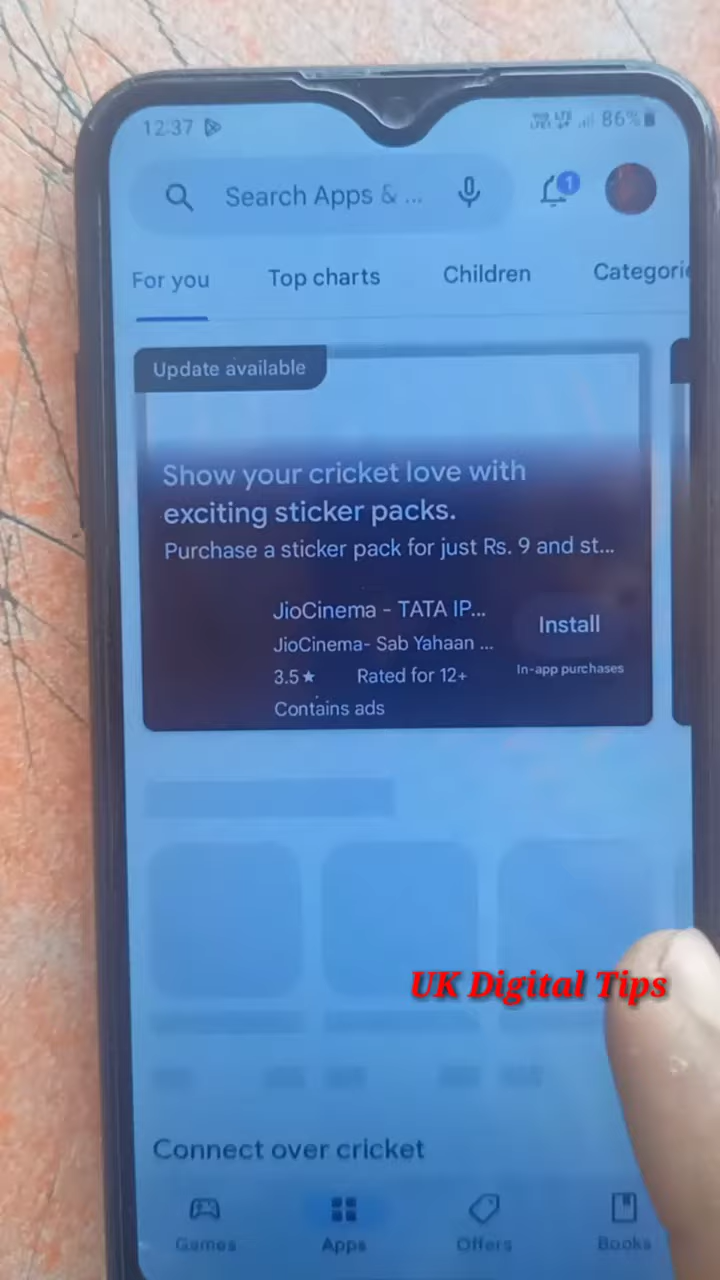 12:37
86%
Search Apps & ...
1
For you
Top charts
Children
Categorie
Update available
Show your cricket love with
exciting sticker packs.
Purchase a sticker pack for just Rs. 9 and st...
JioCinema - TATA IP...
Install
JioCinema- Sab Yahaan ...
In-app purchases
3.5★ Rated for 12+
Contains ads
UK Digital Tips
Connect over cricket
Games
Apps
Offers
Books